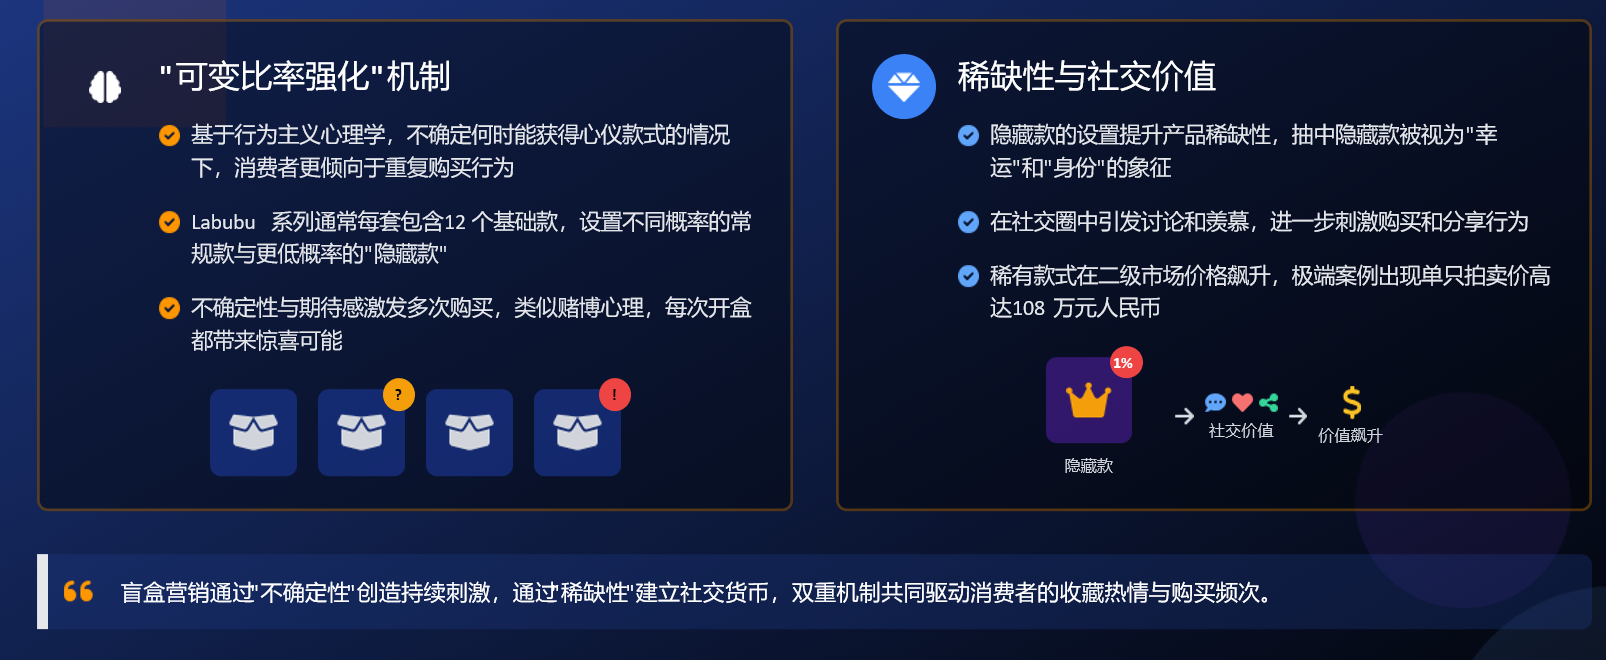 "可变比率强化"机制
基于行为主义心理学，不确定何时能获得心仪款式的情况
下，消费者更倾向于重复购买行为
Labubu 系列通常每套包含12 个基础款，设置不同概率的常
规款与更低概率的"隐藏款"
不确定性与期待感激发多次购买，类似赌博心理，每次开盒
都带来惊喜可能
?
!
稀缺性与社交价值
隐藏款的设置提升产品稀缺性，抽中隐藏款被视为"幸
运"和"身份"的象征
在社交圈中引发讨论和羡慕，进一步刺激购买和分享行为
稀有款式在二级市场价格飙升，极端案例出现单只拍卖价高
达108 万元人民币
1%
隐藏款
社交价值
$
价值飙升
盲盒营销通过"不确定性"创造持续刺激，通过"稀缺性"建立社交货币，双重机制共同驱动消费者的收藏热情与购买频次。